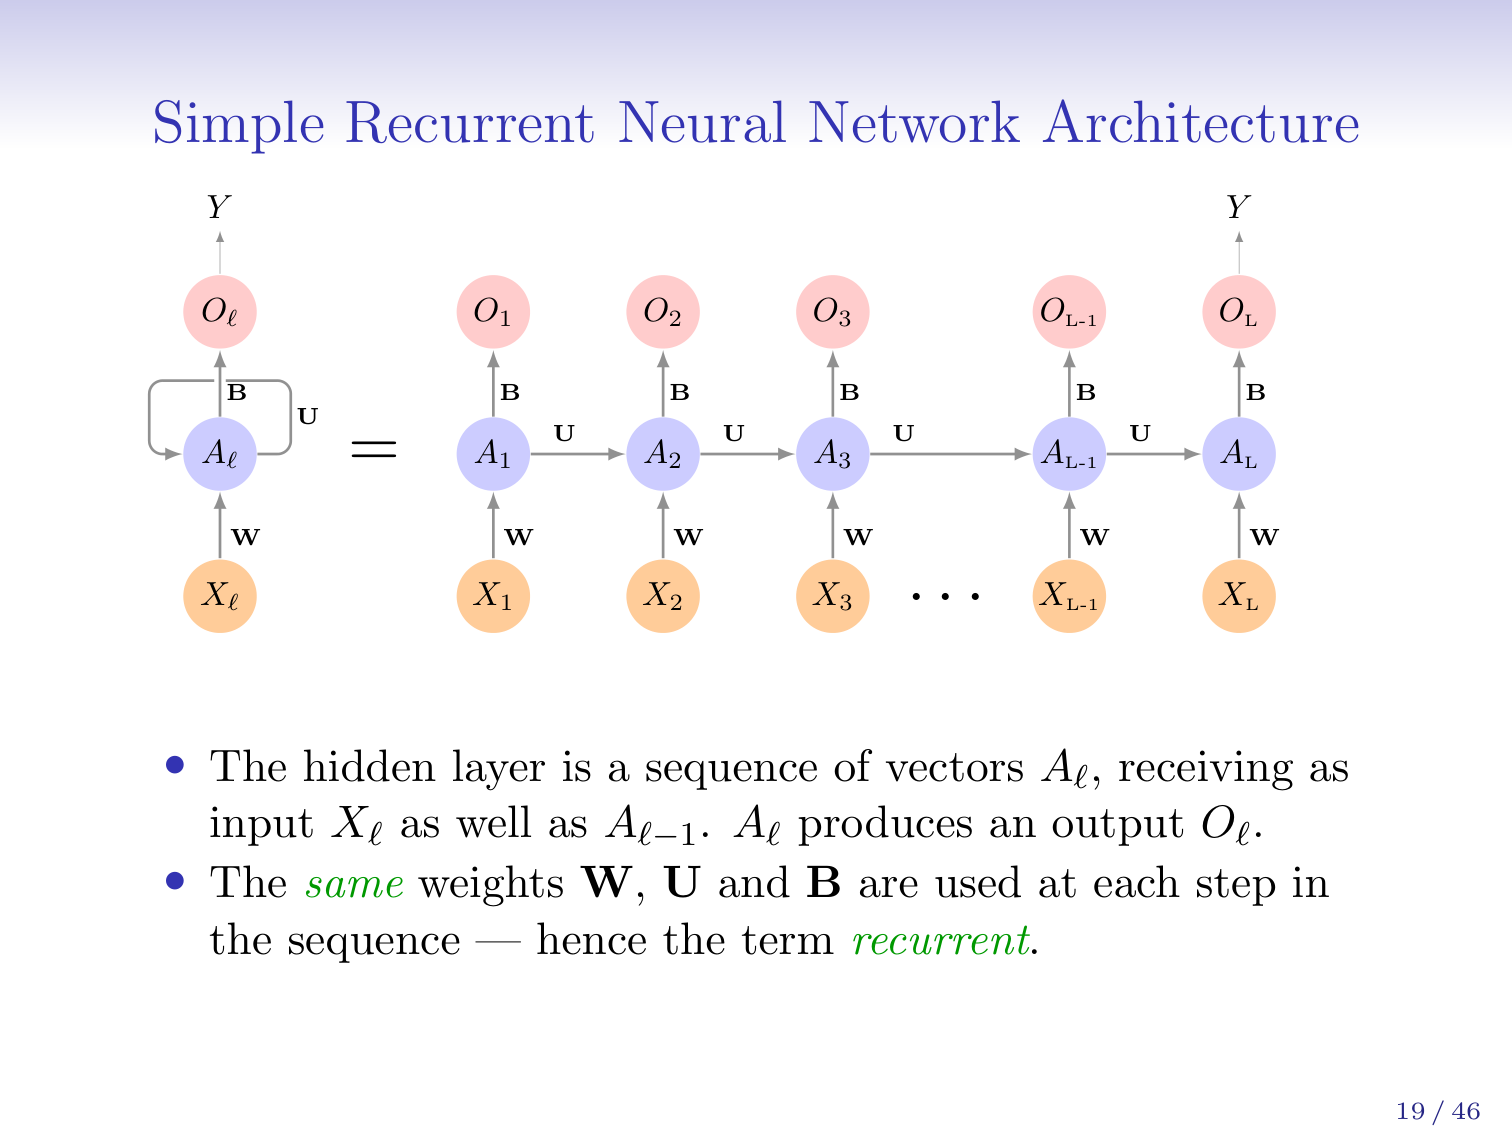 Simple Recurrent Neural Network Architecture
Y Y
Oℓ O1 O2 O3 OL-1 OL
B B B B B B
U U U U U
Aℓ = A1 A2 A3 AL-1 AL
W W W W W W
Xℓ X1 X2 X3 . . . XL-1 XL
• The hidden layer is a sequence of vectors Aℓ, receiving as
input Xℓ as well as Aℓ−1. Aℓ produces an output Oℓ.
• The same weights W, U and B are used at each step in
the sequence — hence the term recurrent.
19 / 46